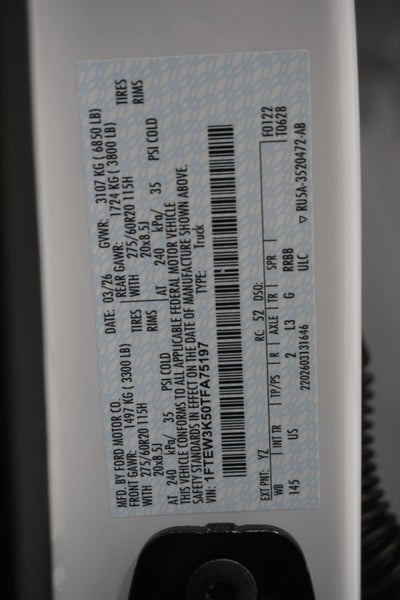 MFD. BY FORD MOTOR CO.
DATE: 03/26 GVWR: 3107 KG ( 6850 LB)
FRONT GAWR: 1497 KG ( 3300 LB) REAR GAWR: 1724 KG ( 3800 LB)
WITH 275/60R20 115H TIRES WITH 275/60R20 115H TIRES
20x8.5J RIMS 20x8.5J RIMS
AT 240 kPa/ 35 PSI COLD AT 240 kPa/ 35 PSI COLD
THIS VEHICLE CONFORMS TO ALL APPLICABLE FEDERAL MOTOR VEHICLE
SAFETY STANDARDS IN EFFECT ON THE DATE OF MANUFACTURE SHOWN ABOVE.
VIN: 1FTEW3K50TFA75197 TYPE: Truck
F0122
T0628
EXT PNT: YZ RC: 52 DSO:
WB INT TR TP/PS R AXLE TR SPR
145 US 2 L3 G RRBB
2202603131646 ULC
RU5A-3520472-AB